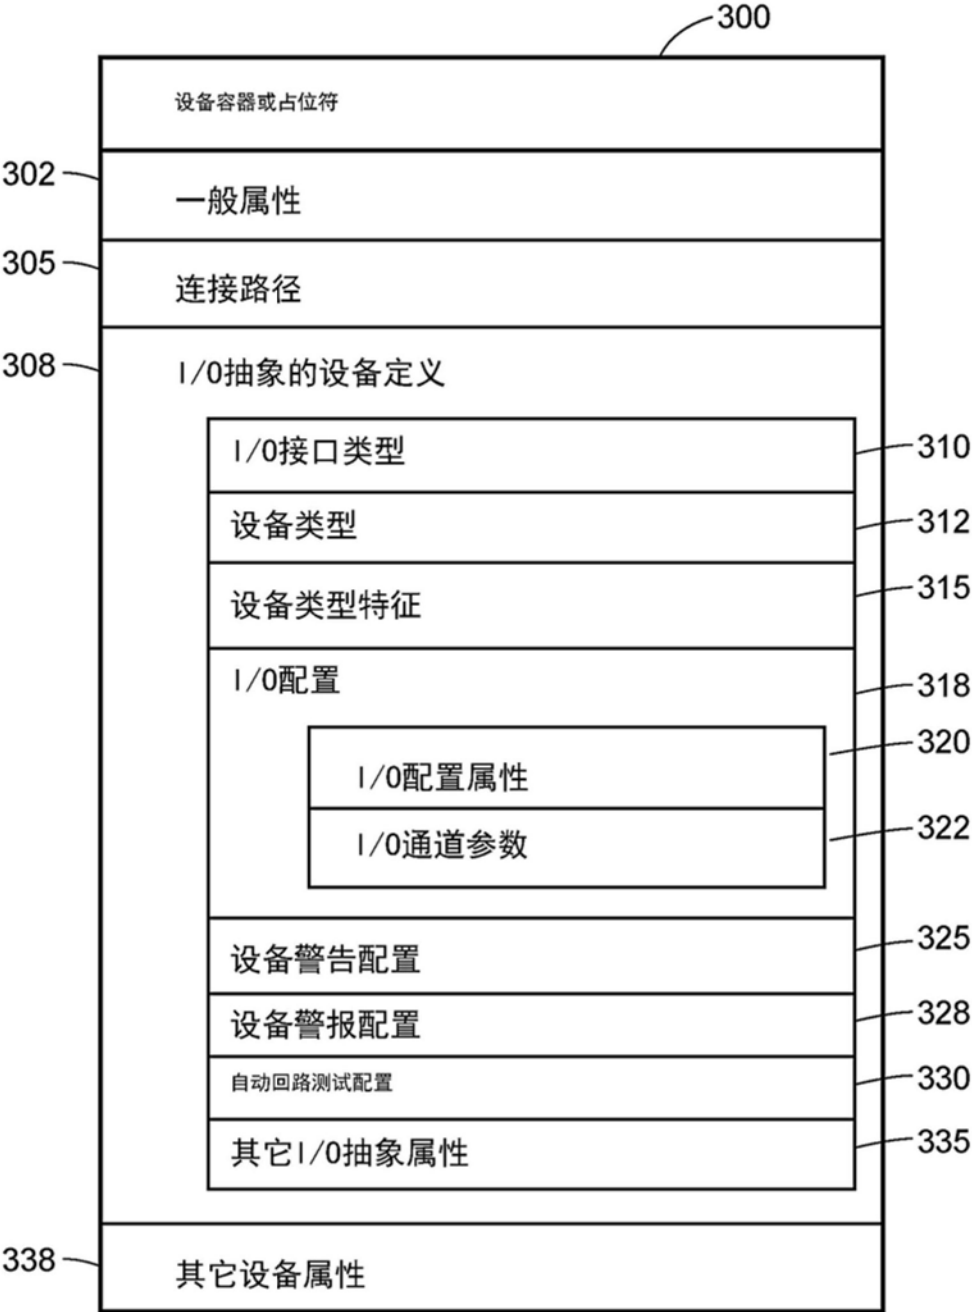 300
设备容器或占位符
302
一般属性
305
连接路径
308
I/O抽象的设备定义
I/O接口类型
310
设备类型
312
设备类型特征
315
I/O配置
318
I/O配置属性
320
I/O通道参数
322
设备警告配置
325
设备警报配置
328
自动回路测试配置
330
其它I/O抽象属性
335
338
其它设备属性